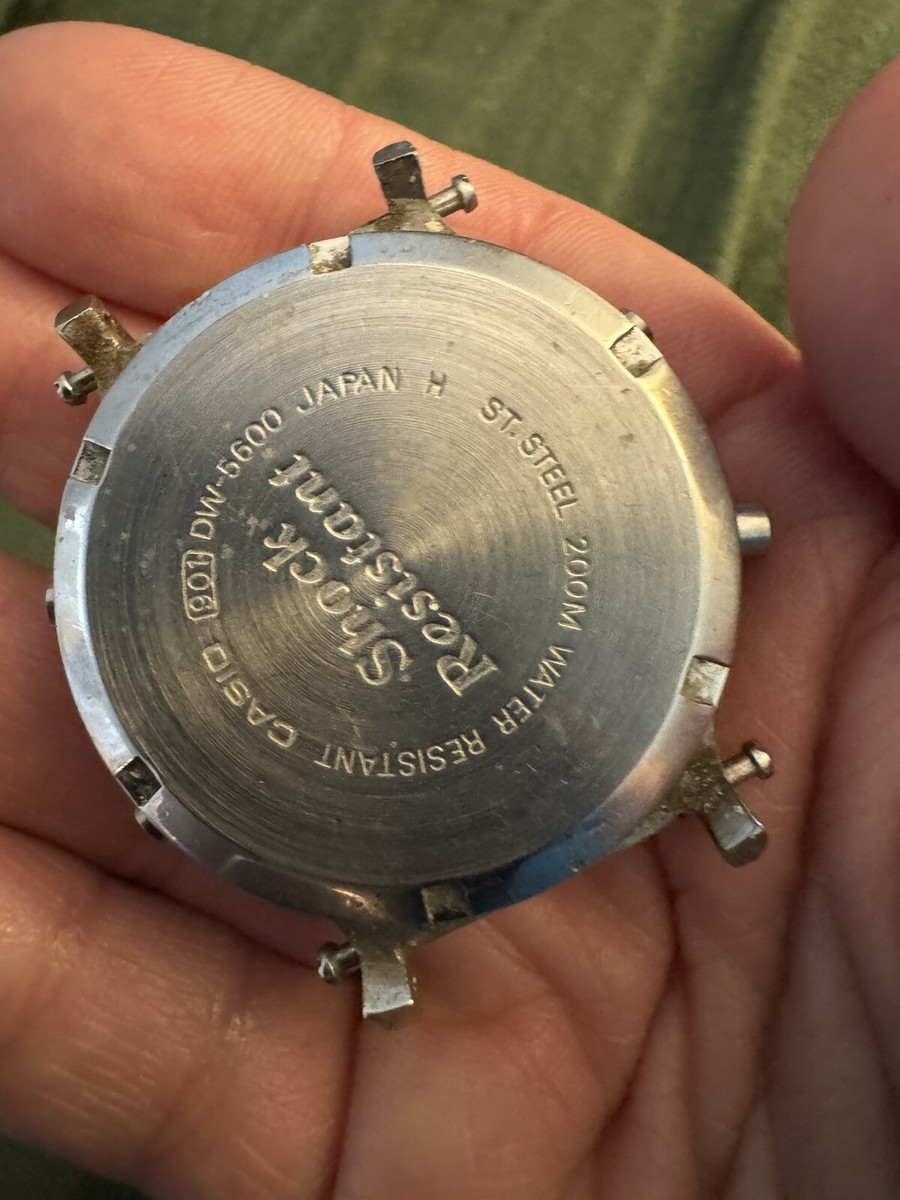 Shock
Resistant
CASIO 901 DW-5600 JAPAN H ST. STEEL 200M WATER RESISTANT